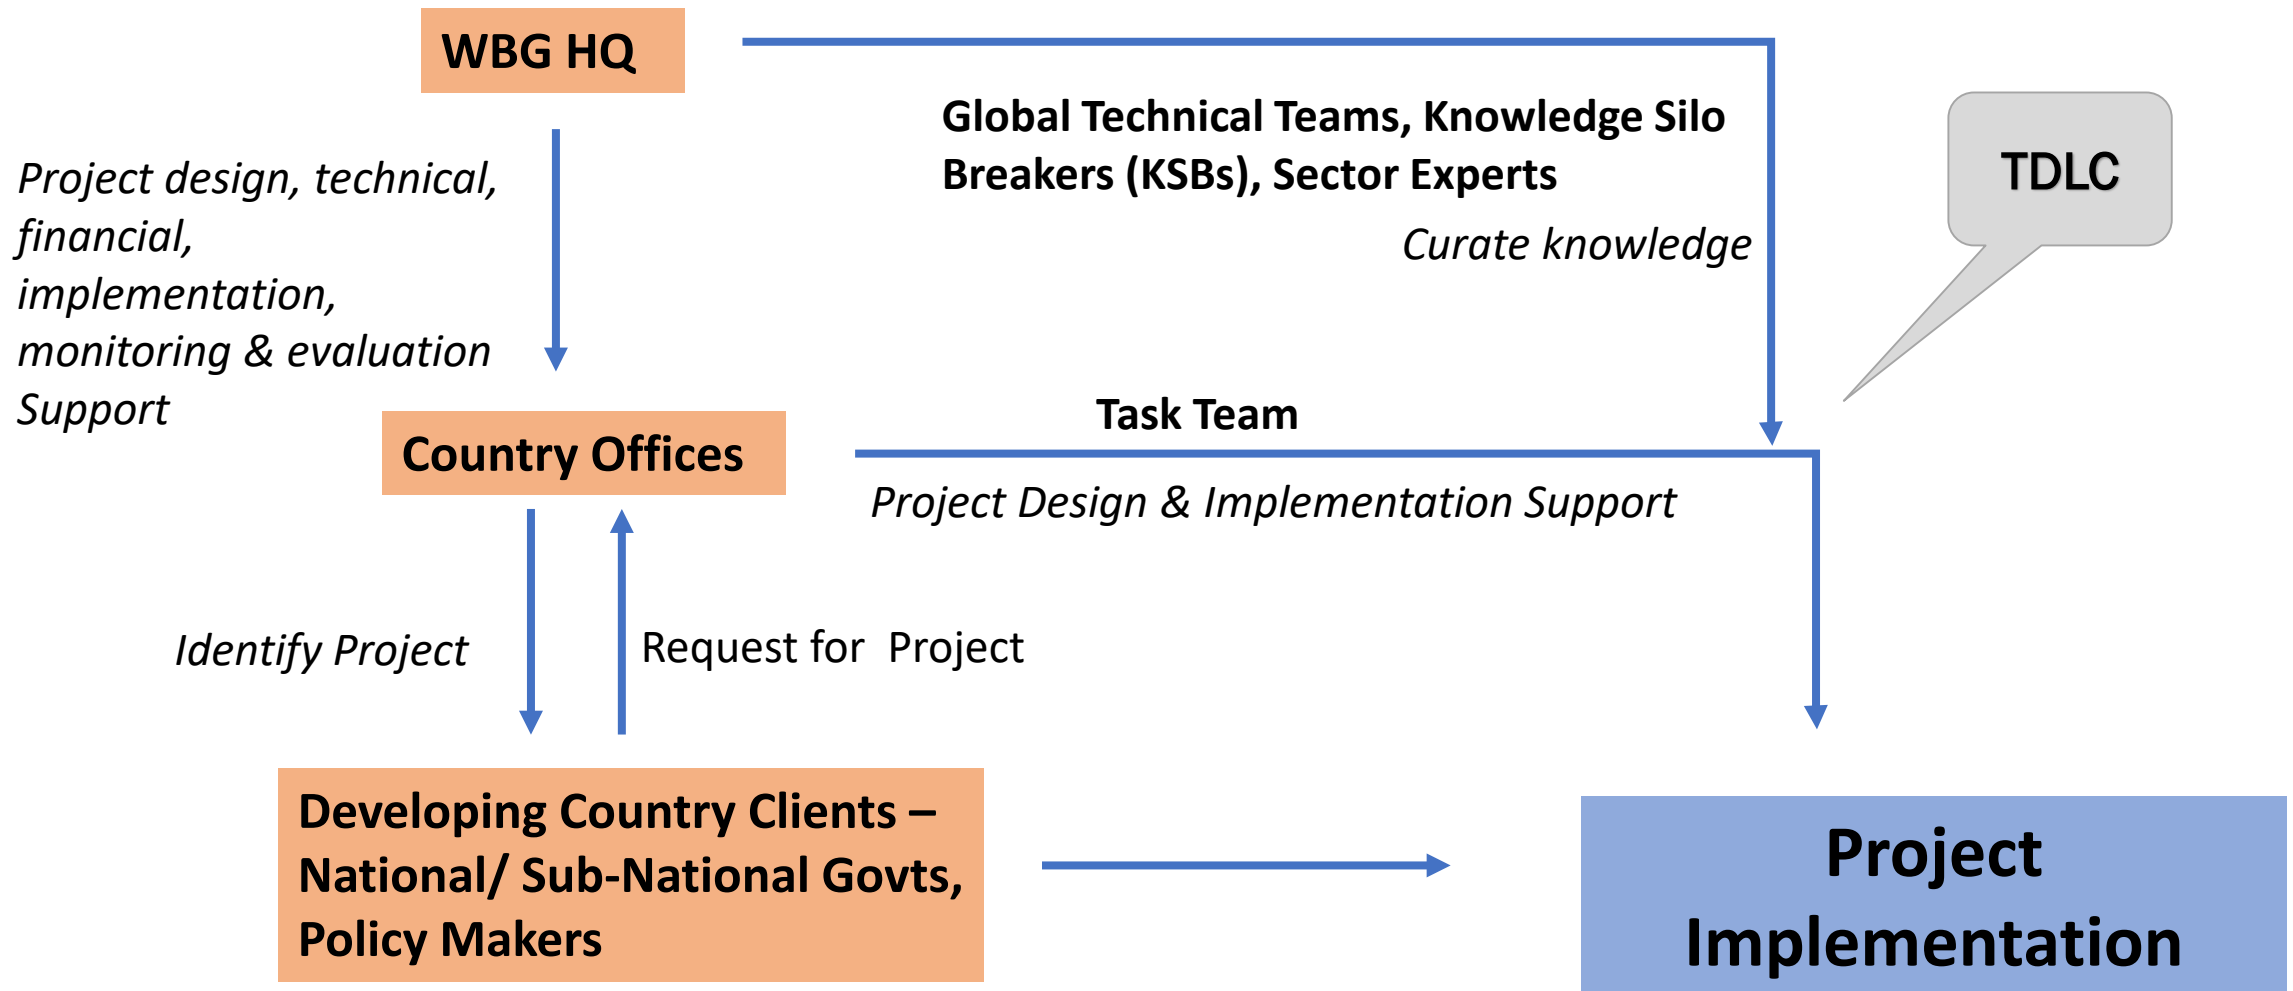 WBG HQ
Global Technical Teams, Knowledge Silo
Breakers (KSBs), Sector Experts
Curate knowledge
TDLC
Project design, technical,
financial,
implementation,
monitoring & evaluation
Support
Country Offices
Task Team
Project Design & Implementation Support
Identify Project
Request for  Project
Developing Country Clients –
National/ Sub-National Govts,
Policy Makers
Project
Implementation